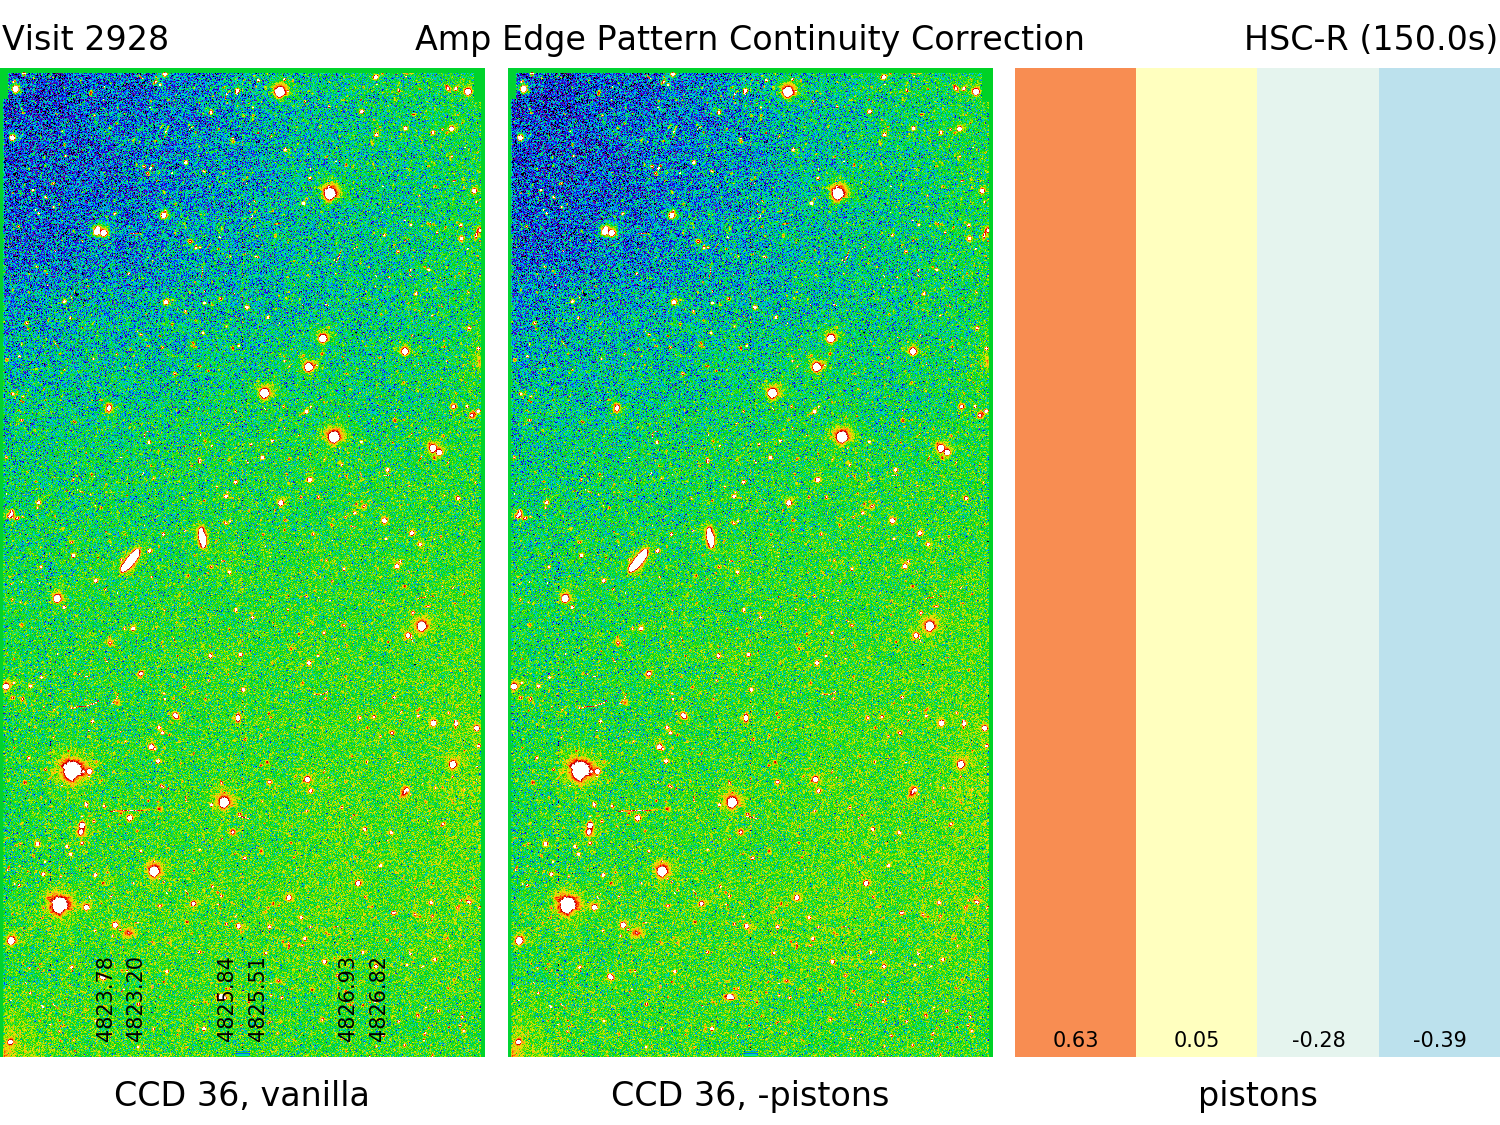 Visit 2928
Amp Edge Pattern Continuity Correction
HSC-R (150.0s)
4823.78
4823.20
4825.84
4825.51
4826.93
4826.82
0.63
0.05
-0.28
-0.39
CCD 36, vanilla
CCD 36, -pistons
pistons